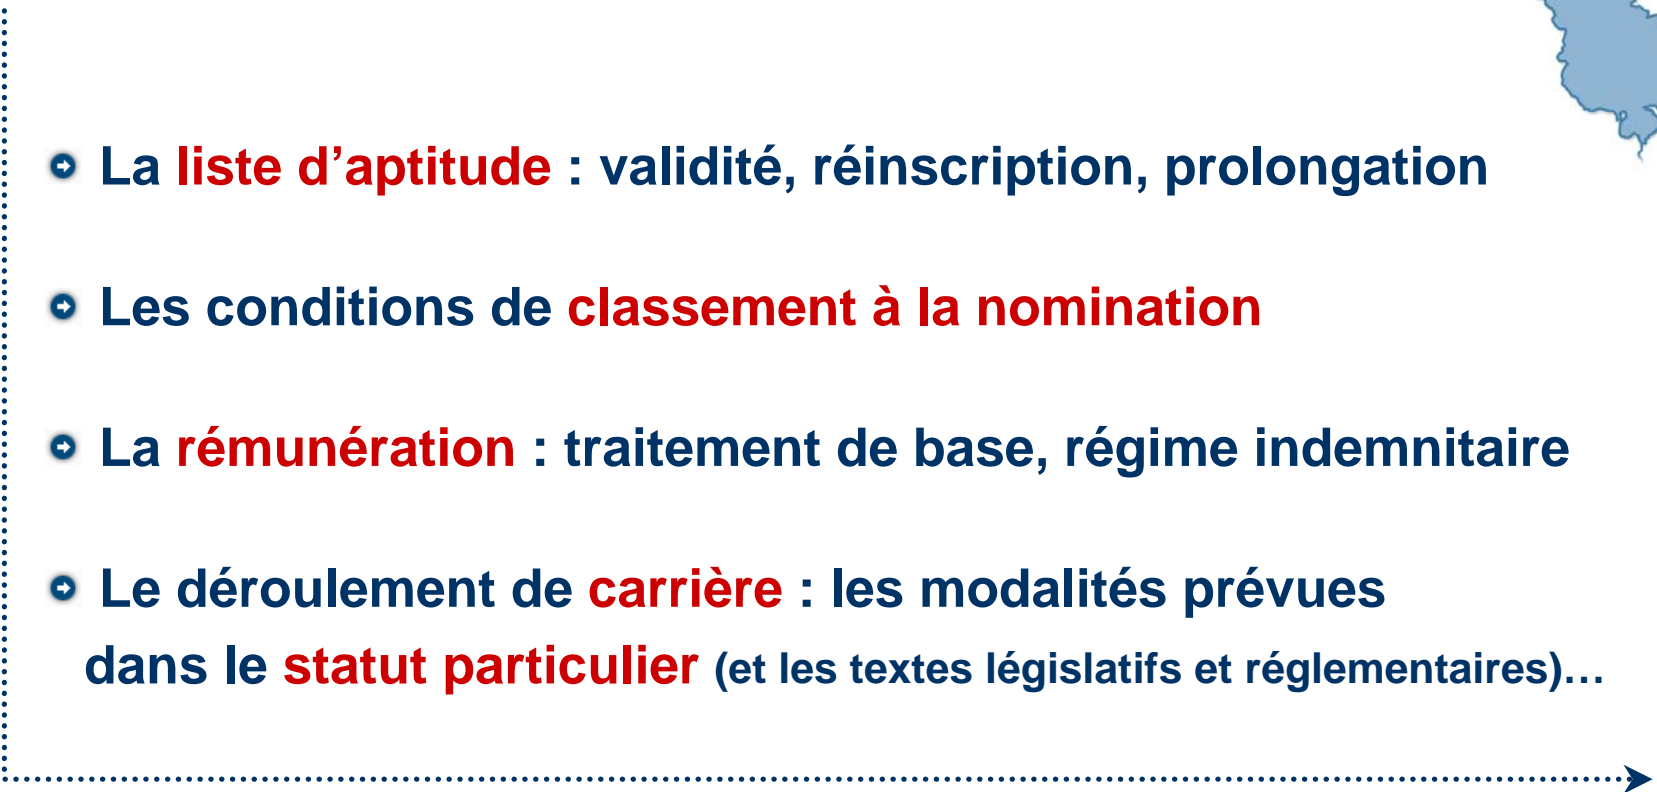 La liste d’aptitude : validité, réinscription, prolongation
Les conditions de classement à la nomination
La rémunération : traitement de base, régime indemnitaire
Le déroulement de carrière : les modalités prévues
dans le statut particulier (et les textes législatifs et réglementaires)…